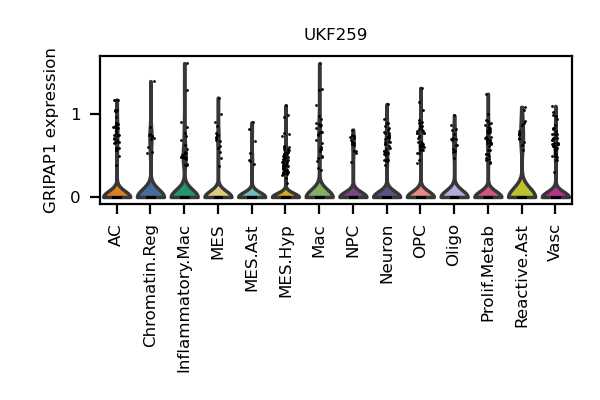 UKF259
GRIPAP1 expression
1
0
AC
Chromatin.Reg
Inflammatory.Mac
MES
MES.Ast
MES.Hyp
Mac
NPC
Neuron
OPC
Oligo
Prolif.Metab
Reactive.Ast
Vasc